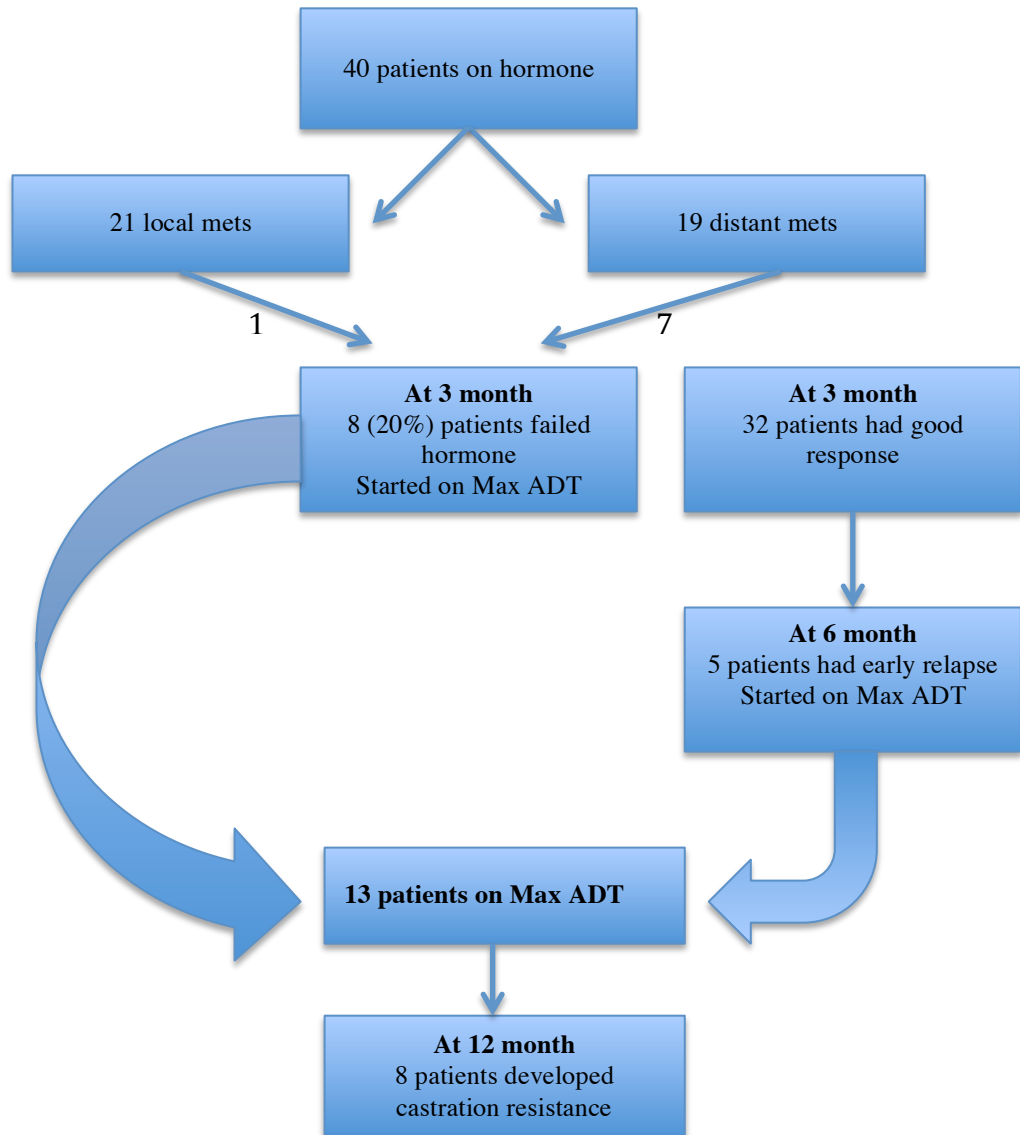 40 patients on hormone
21 local mets
19 distant mets
1
7
At 3 month
8 (20%) patients failed
hormone
Started on Max ADT
At 3 month
32 patients had good
response
At 6 month
5 patients had early relapse
Started on Max ADT
13 patients on Max ADT
At 12 month
8 patients developed
castration resistance